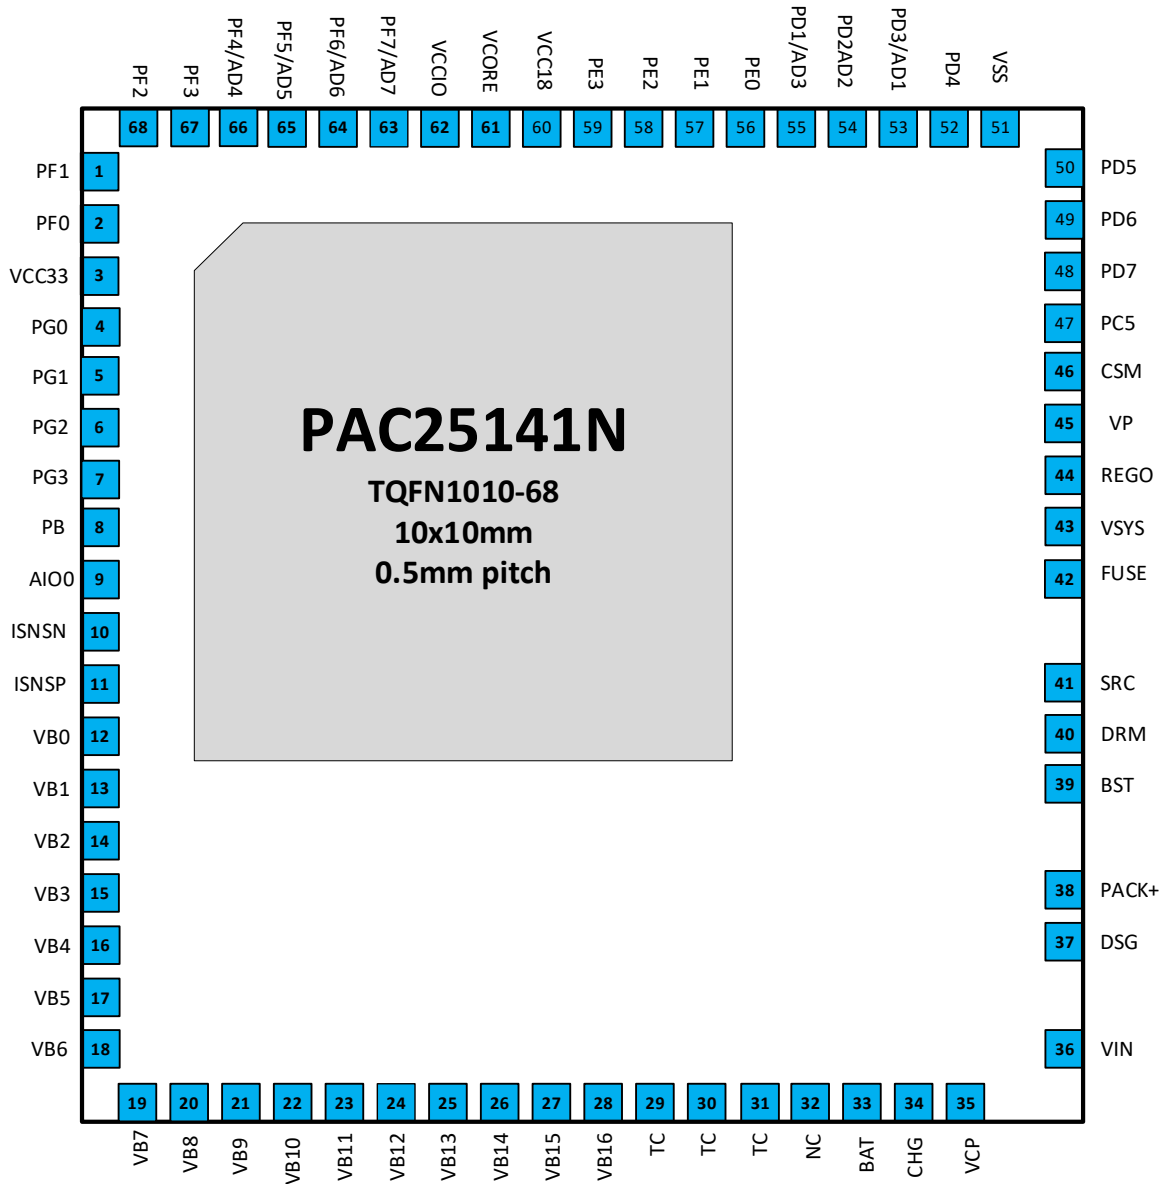 PF2 PF3 PF4/AD4 PF5/AD5 PF6/AD6 PF7/AD7 VCCIO VCORE VCC18 PE3 PE2 PE1 PE0 PD1/AD3 PD2AD2 PD3/AD1 PD4 VSS
68 67 66 65 64 63 62 61 60 59 58 57 56 55 54 53 52 51
PF1 1
PF0 2
VCC33 3
PG0 4
PG1 5
PG2 6
PG3 7
PB 8
AIO0 9
ISNSN 10
ISNSP 11
VB0 12
VB1 13
VB2 14
VB3 15
VB4 16
VB5 17
VB6 18
PAC25141N
TQFN1010-68
10x10mm
0.5mm pitch
50 PD5
49 PD6
48 PD7
47 PC5
46 CSM
45 VP
44 REGO
43 VSYS
42 FUSE
41 SRC
40 DRM
39 BST
38 PACK+
37 DSG
36 VIN
19 20 21 22 23 24 25 26 27 28 29 30 31 32 33 34 35
VB7 VB8 VB9 VB10 VB11 VB12 VB13 VB14 VB15 VB16 TC TC TC NC BAT CHG VCP